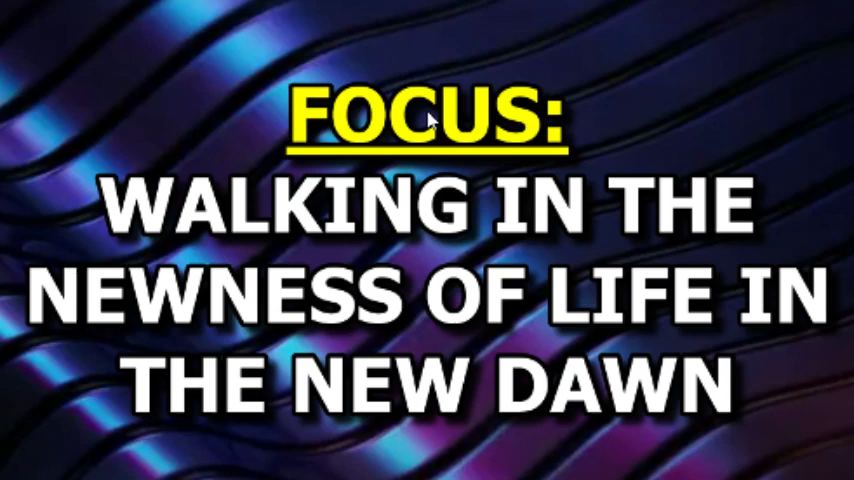 FOCUS:
WALKING IN THE
NEWNESS OF LIFE IN
THE NEW DAWN